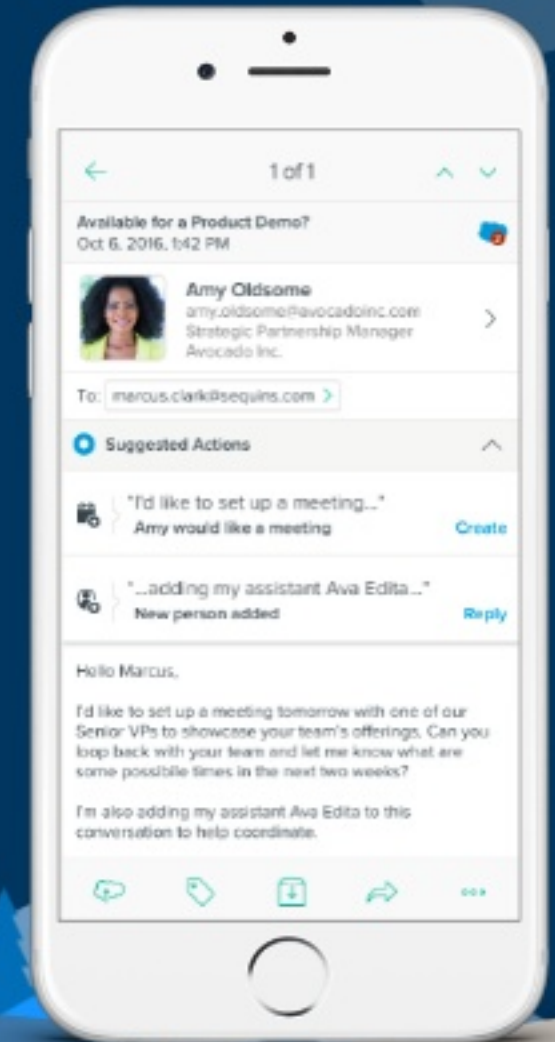 1 of 1
Available for a Product Demo?
Oct 6, 2016, 1:42 PM
2
Amy Oldsome
amy.oldsome@avocadoinc.com
Strategic Partnership Manager
Avocado Inc.
To: marcus.clark@sequins.com >
Suggested Actions
"I'd like to set up a meeting..."
Amy would like a meeting
Create
"...adding my assistant Ava Edita..."
New person added
Reply
Hello Marcus,
I'd like to set up a meeting tomorrow with one of our
Senior VPs to showcase your team's offerings. Can you
loop back with your team and let me know what are
some possibile times in the next two weeks?
I'm also adding my assistant Ava Edita to this
conversation to help coordinate.